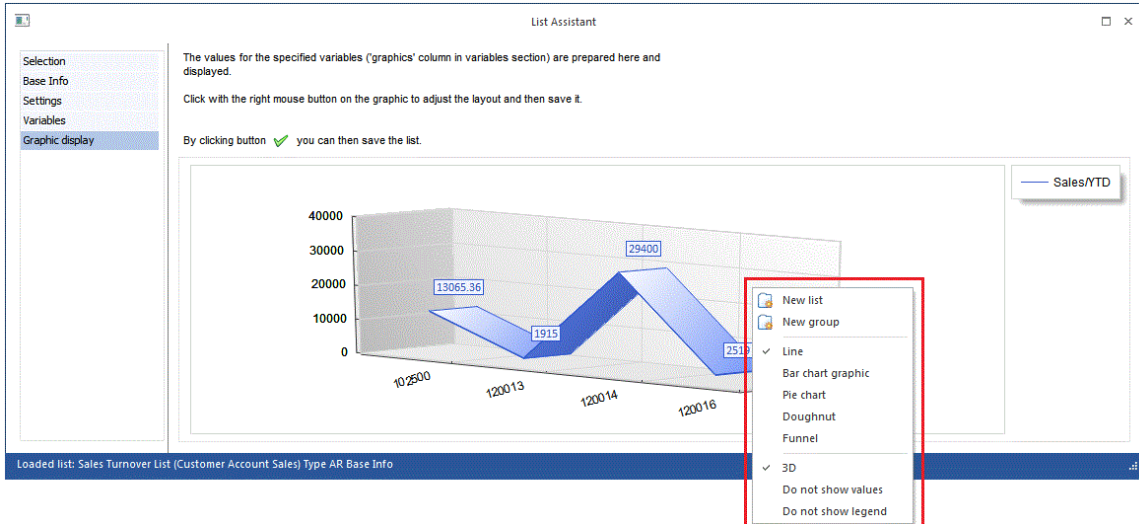 List Assistant
Selection
Base Info
Settings
Variables
Graphic display
The values for the specified variables ('graphics' column in variables section) are prepared here and
displayed.
Click with the right mouse button on the graphic to adjust the layout and then save it.
By clicking button you can then save the list.
Sales/YTD
40000
30000
20000
10000
0
13065.36
1915
29400
2519
102500
120013
120014
120016
New list
New group
Line
Bar chart graphic
Pie chart
Doughnut
Funnel
3D
Do not show values
Do not show legend
Loaded list: Sales Turnover List (Customer Account Sales) Type AR Base Info